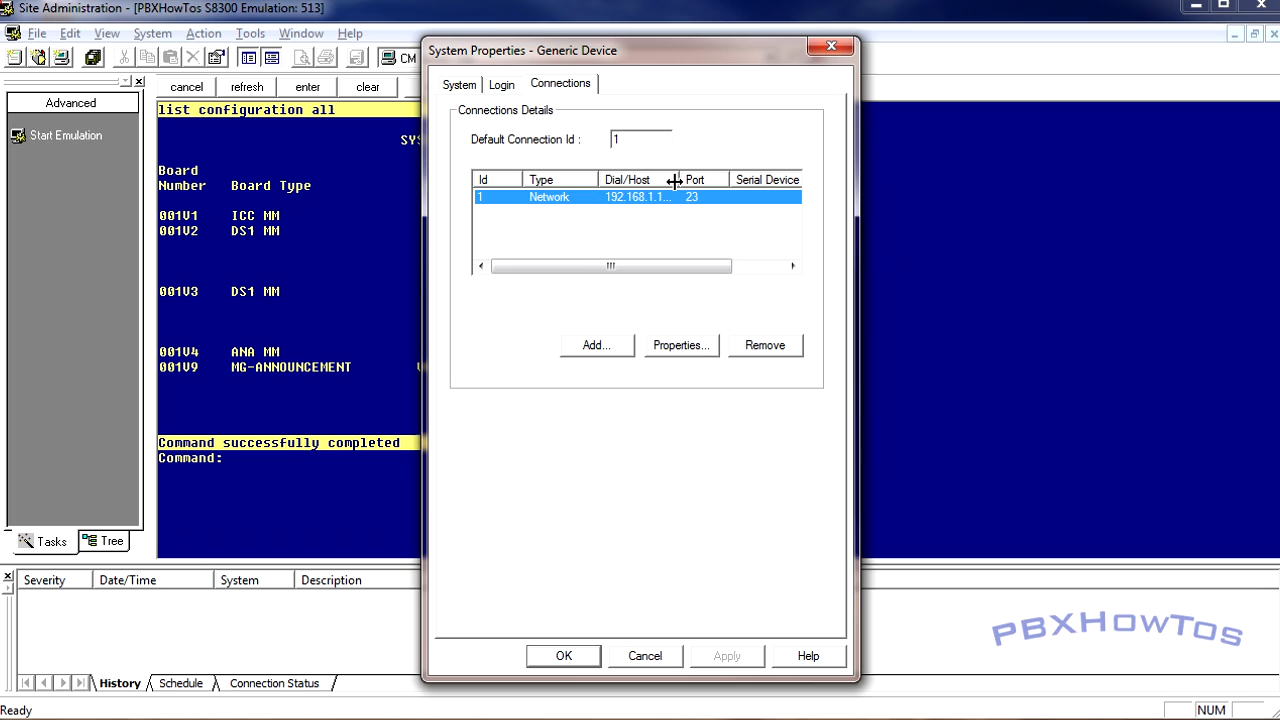 Site Administration - [PBXHowTos S8300 Emulation: 513]
File Edit View System Action Tools Window Help
CM
cancel refresh enter clear
Advanced
Start Emulation
Tasks Tree
list configuration all
SYS
Board
Number Board Type
001V1 ICC MM
001V2 DS1 MM
001V3 DS1 MM
001V4 ANA MM
001V9 MG-ANNOUNCEMENT
Command successfully completed
Command:
System Properties - Generic Device
System Login Connections
Connections Details
Default Connection Id : 1
Id Type Dial/Host Port Serial Device
1 Network 192.168.1.1... 23
Add... Properties... Remove
OK Cancel Apply Help
Severity Date/Time System Description
PBXHowTos
History Schedule Connection Status
Ready NUM